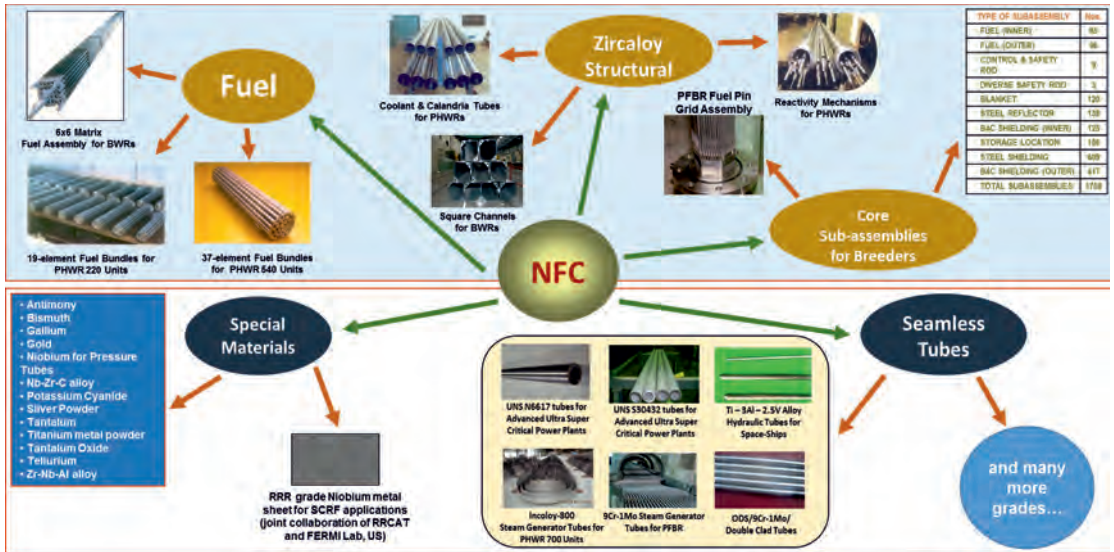 6x6 Matrix
Fuel Assembly for BWRs
Fuel
19-element Fuel Bundles for
PHWR 220 Units
37-element Fuel Bundles
for PHWR 540 Units
Zircaloy
Structural
Coolant & Calandria Tubes
for PHWRs
Square Channels
for BWRs
Reactivity Mechanisms
for PHWRs
PFBR Fuel Pin
Grid Assembly
Core
Sub-assemblies
for Breeders
TYPE OF SUBASSEMBLY Nos.
FUEL (INNER) 85
FUEL (OUTER) 96
CONTROL & SAFETY
ROD 9
DIVERSE SAFETY ROD 3
BLANKET 120
STEEL REFLECTOR 138
B4C SHIELDING (INNER) 125
STORAGE LOCATION 156
STEEL SHIELDING 609
B4C SHIELDING (OUTER) 417
TOTAL SUBASSEMBLIES 1758
NFC
• Antimony
• Bismuth
• Gallium
• Gold
• Niobium for Pressure
Tubes
• Nb-Zr-C alloy
• Potassium Cyanide
• Silver Powder
• Tantalum
• Titanium metal powder
• Tantalum Oxide
• Tellurium
• Zr-Nb-Al alloy
Special
Materials
RRR grade Niobium metal
sheet for SCRF applications
(joint collaboration of RRCAT
and FERMI Lab, US)
UNS N6617 tubes for
Advanced Ultra Super
Critical Power Plants
UNS S30432 tubes for
Advanced Ultra Super
Critical Power Plants
Ti – 3Al – 2.5V Alloy
Hydraulic Tubes for
Space-Ships
Incoloy-800
Steam Generator Tubes for
PHWR 700 Units
9Cr-1Mo Steam Generator
Tubes for PFBR
ODS/9Cr-1Mo/
Double Clad Tubes
Seamless
Tubes
and many
more
grades...